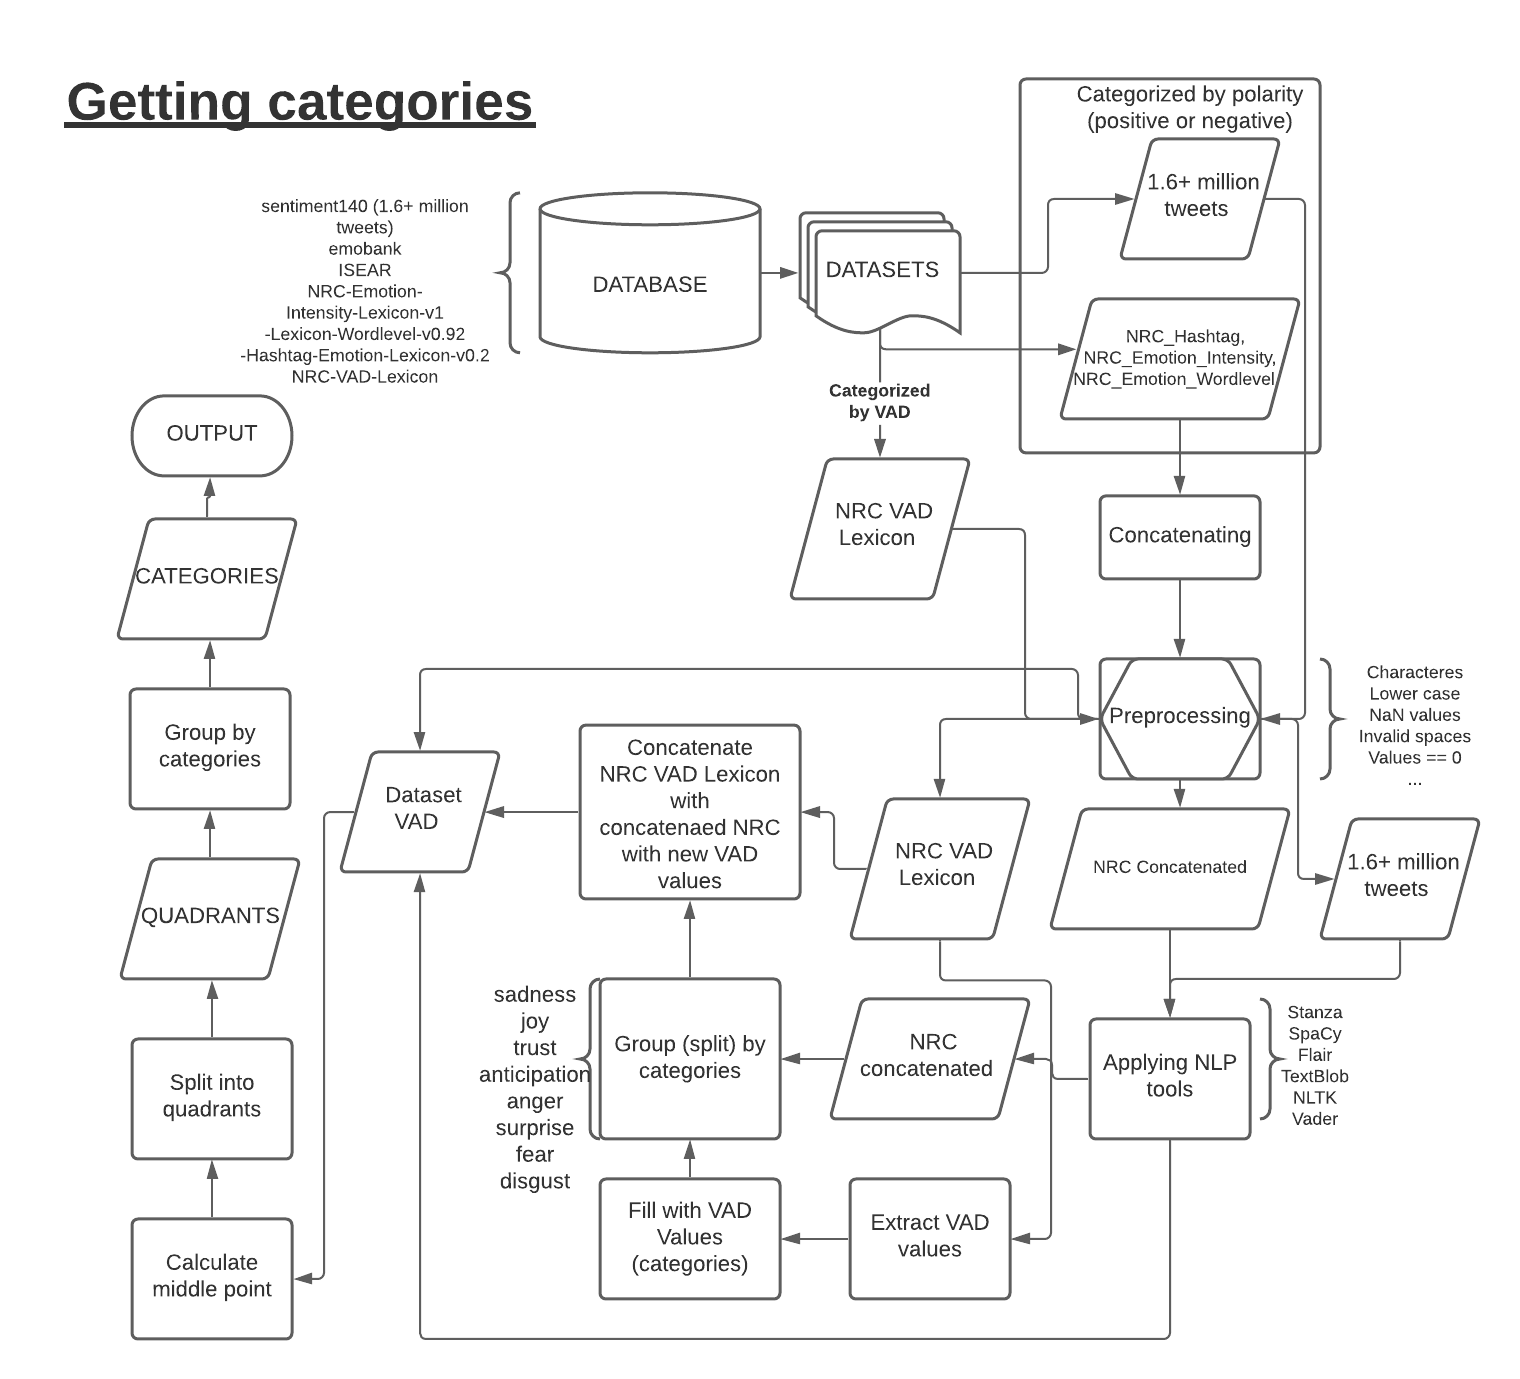 Getting categories
Categorized by polarity
(positive or negative)
1.6+ million
tweets
sentiment140 (1.6+ million
tweets)
emobank
ISEAR
NRC-Emotion-
Intensity-Lexicon-v1
-Lexicon-Wordlevel-v0.92
-Hashtag-Emotion-Lexicon-v0.2
NRC-VAD-Lexicon
DATABASE
DATASETS
NRC_Hashtag,
NRC_Emotion_Intensity,
NRC_Emotion_Wordlevel
Categorized
by VAD
OUTPUT
NRC VAD
Lexicon
Concatenating
CATEGORIES
Preprocessing
Characteres
Lower case
NaN values
Invalid spaces
Values == 0
...
Group by
categories
Dataset
VAD
Concatenate
NRC VAD Lexicon
with
concatenaed NRC
with new VAD
values
NRC VAD
Lexicon
NRC Concatenated
1.6+ million
tweets
QUADRANTS
sadness
joy
trust
anticipation
anger
surprise
fear
disgust
Group (split) by
categories
NRC
concatenated
Applying NLP
tools
Stanza
SpaCy
Flair
TextBlob
NLTK
Vader
Split into
quadrants
Fill with VAD
Values
(categories)
Extract VAD
values
Calculate
middle point